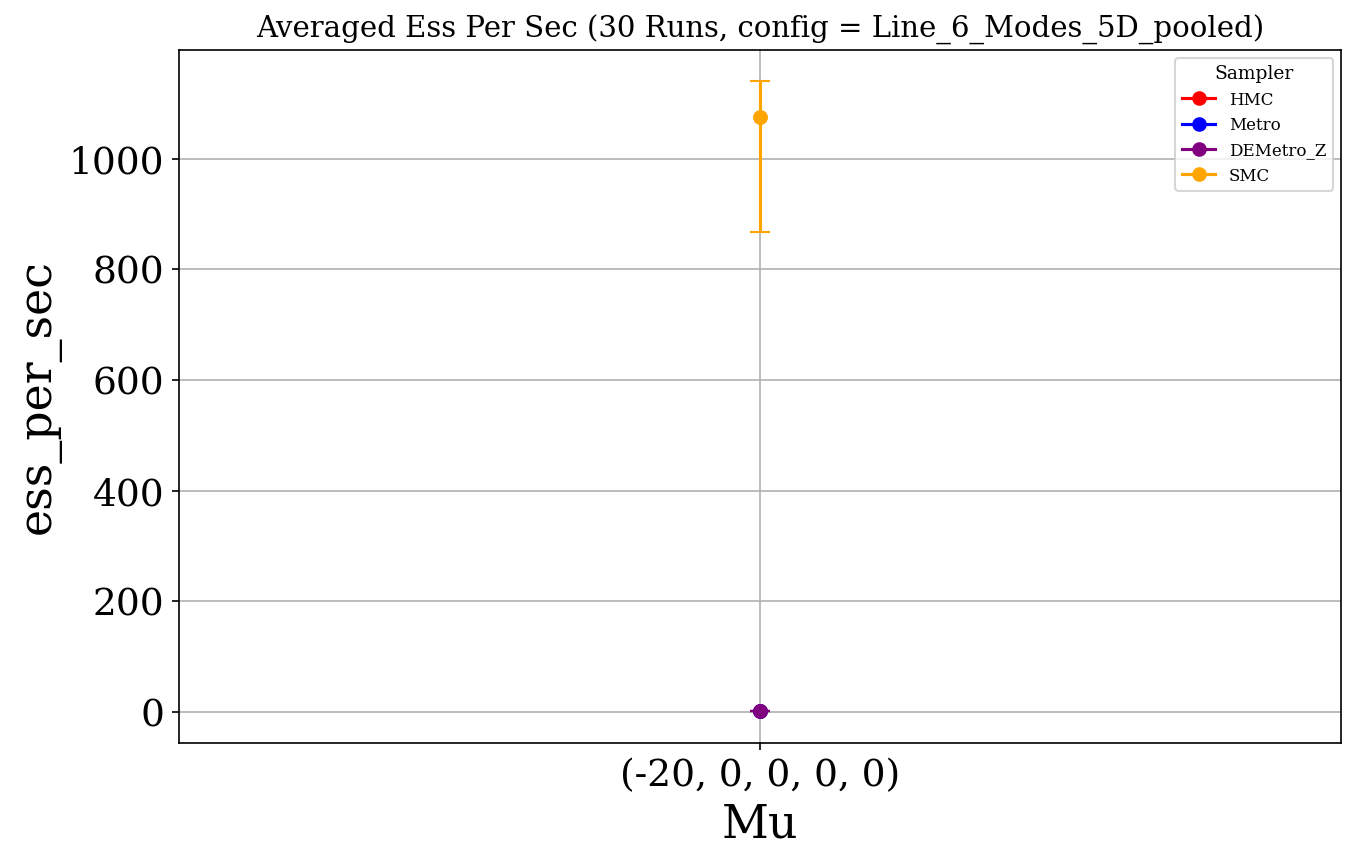 Averaged Ess Per Sec (30 Runs, config = Line_6_Modes_5D_pooled)
Sampler
HMC
Metro
DEMetro_Z
SMC
1000
800
600
400
200
0
ess_per_sec
(-20, 0, 0, 0, 0)
Mu